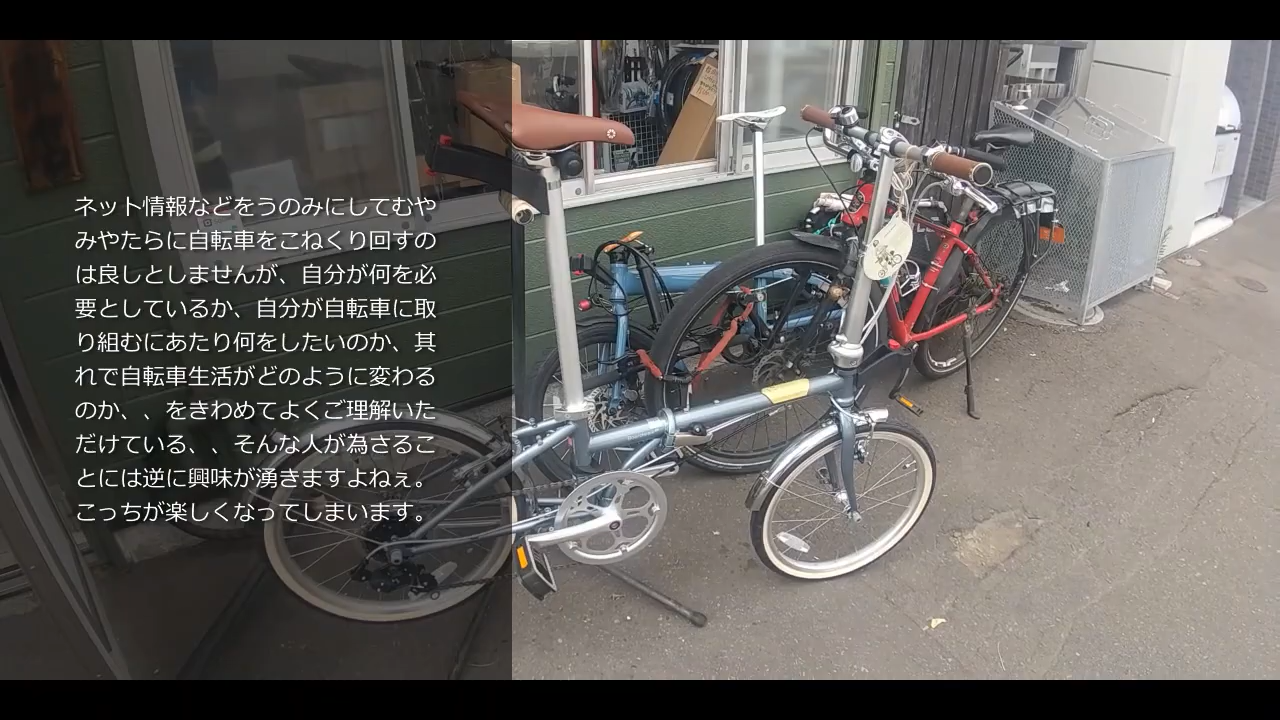 ネット情報などをうのみにしてむや
みやたらに自転車をこねくり回すの
は良しとしませんが、自分が何を必
要としているか、自分が自転車に取
り組むにあたり何をしたいのか、其
れで自転車生活がどのように変わる
のか、、をきわめてよくご理解いた
だけている、、そんな人が為さるこ
とには逆に興味が湧きますよねぇ。
こっちが楽しくなってしまいます。